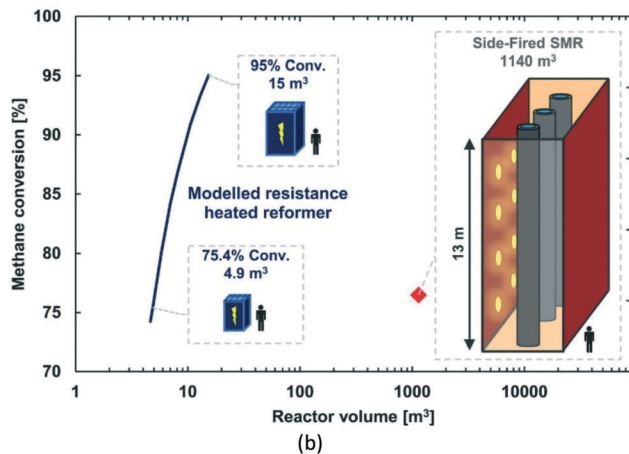 Side-Fired SMR
1140 m³
95% Conv.
15 m³
Modelled resistance
heated reformer
75.4% Conv.
4.9 m³
13 m
Methane conversion [%]
100
95
90
85
80
75
70
1 10 100 1000 10000
Reactor volume [m³]
(b)